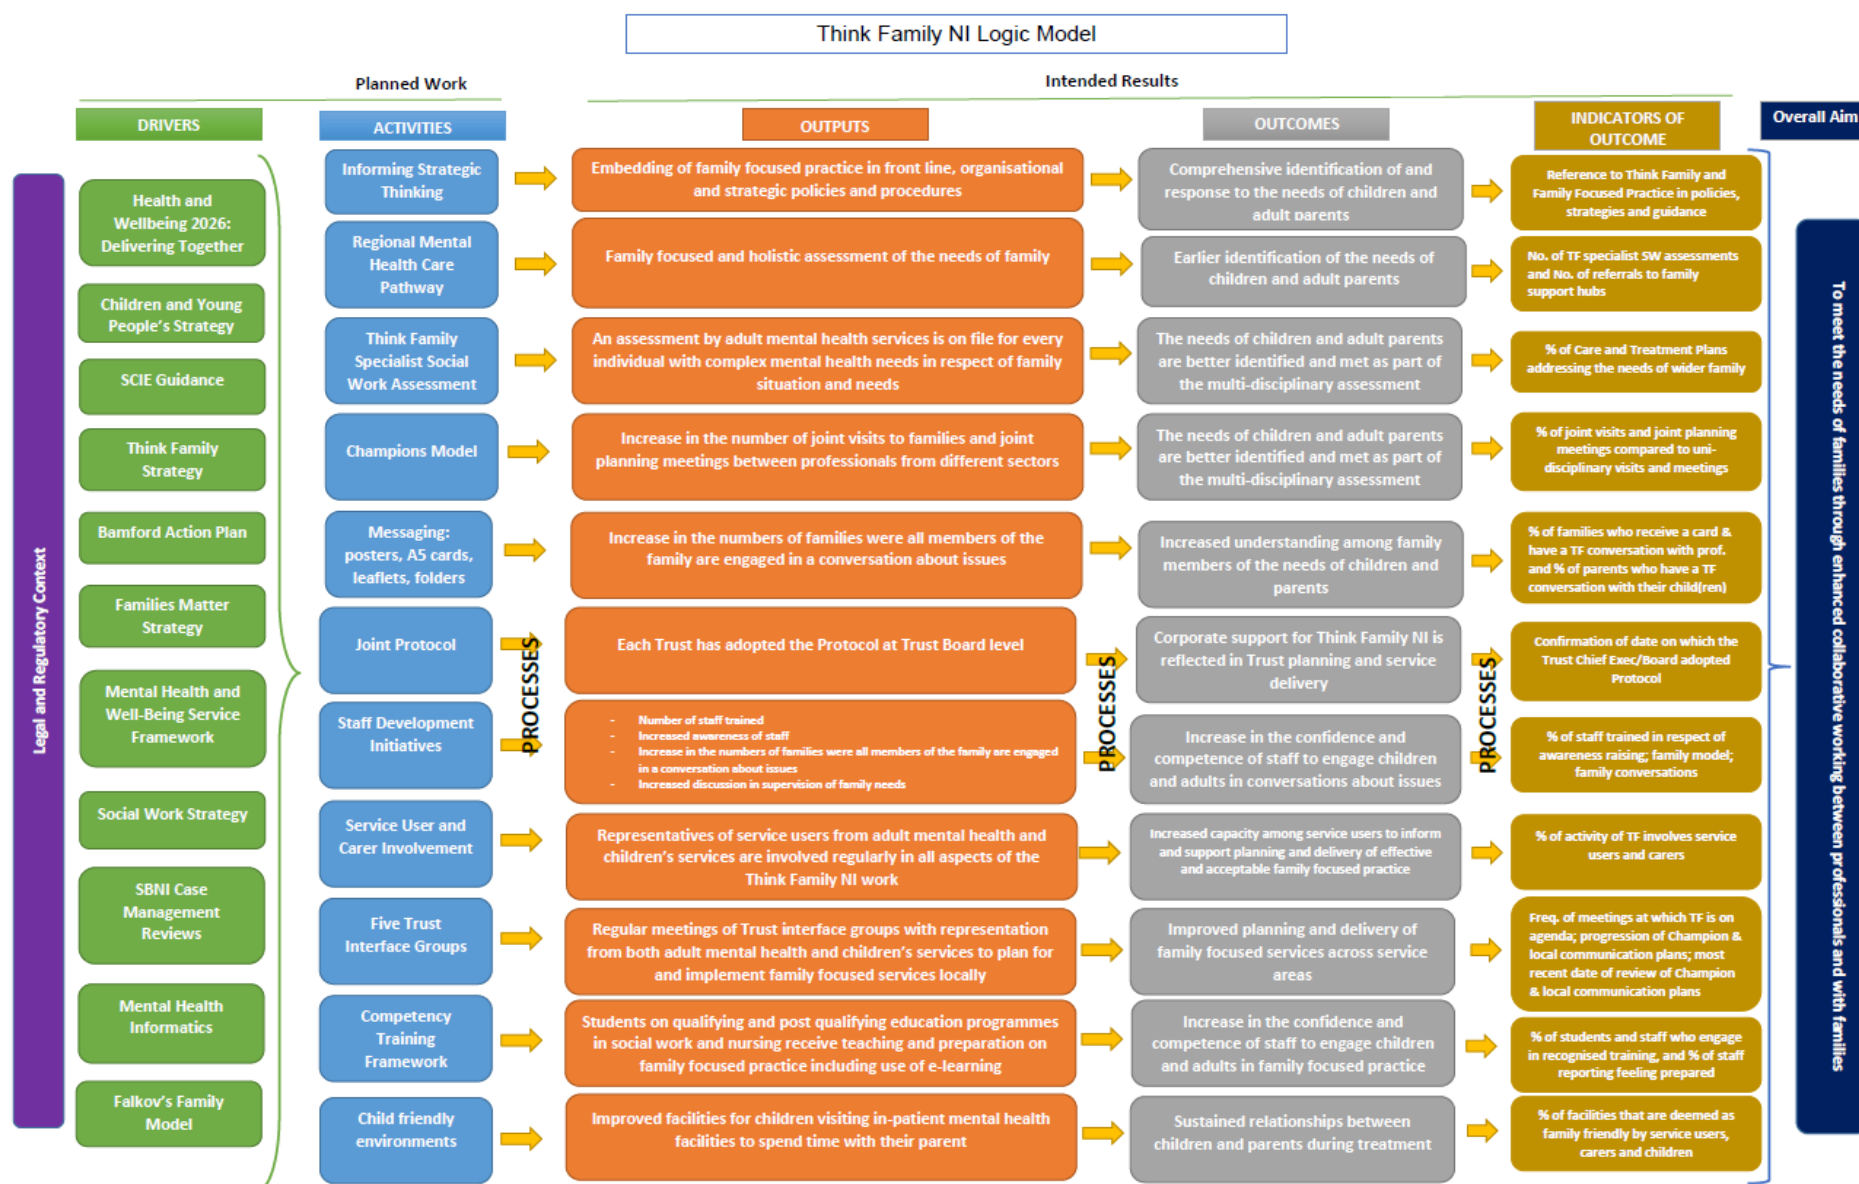 Think Family NI Logic Model
Planned Work
Intended Results
DRIVERS
ACTIVITIES
OUTPUTS
OUTCOMES
INDICATORS OF
OUTCOME
Overall Aim
Legal and Regulatory Context
Health and
Wellbeing 2026:
Delivering Together
Children and Young
People's Strategy
SCIE Guidance
Think Family
Strategy
Bamford Action Plan
Families Matter
Strategy
Mental Health and
Well-Being Service
Framework
Social Work Strategy
SBNI Case
Management
Reviews
Mental Health
Informatics
Falkov's Family
Model
Informing Strategic
Thinking
Embedding of family focused practice in front line, organisational
and strategic policies and procedures
Comprehensive identification of and
response to the needs of children and
adult parents
Reference to Think Family and
Family Focused Practice in policies,
strategies and guidance
Regional Mental
Health Care
Pathway
Family focused and holistic assessment of the needs of family
Earlier identification of the needs of
children and adult parents
No. of TF specialist SW assessments
and No. of referrals to family
support hubs
Think Family
Specialist Social
Work Assessment
An assessment by adult mental health services is on file for every
individual with complex mental health needs in respect of family
situation and needs
The needs of children and adult parents
are better identified and met as part of
the multi-disciplinary assessment
% of Care and Treatment Plans
addressing the needs of wider family
Champions Model
Increase in the number of joint visits to families and joint
planning meetings between professionals from different sectors
The needs of children and adult parents
are better identified and met as part of
the multi-disciplinary assessment
% of joint visits and joint planning
meetings compared to uni-
disciplinary visits and meetings
Messaging:
posters, A5 cards,
leaflets, folders
Increase in the numbers of families were all members of the
family are engaged in a conversation about issues
Increased understanding among family
members of the needs of children and
parents
% of families who receive a card &
have a TF conversation with prof.
and % of parents who have a TF
conversation with their child(ren)
Joint Protocol
Each Trust has adopted the Protocol at Trust Board level
Corporate support for Think Family NI is
reflected in Trust planning and service
delivery
Confirmation of date on which the
Trust Chief Exec/Board adopted
Protocol
PROCESSES
PROCESSES
PROCESSES
Staff Development
Initiatives
- Number of staff trained
- Increased awareness of staff
- Increase in the numbers of families were all members of the family are engaged
in a conversation about issues
- Increased discussion in supervision of family needs
Increase in the confidence and
competence of staff to engage children
and adults in conversations about issues
% of staff trained in respect of
awareness raising; family model;
family conversations
Service User and
Carer Involvement
Representatives of service users from adult mental health and
children's services are involved regularly in all aspects of the
Think Family NI work
Increased capacity among service users to inform
and support planning and delivery of effective
and acceptable family focused practice
% of activity of TF involves service
users and carers
Five Trust
Interface Groups
Regular meetings of Trust interface groups with representation
from both adult mental health and children's services to plan for
and implement family focused services locally
Improved planning and delivery of
family focused services across service
areas
Freq. of meetings at which TF is on
agenda; progression of Champion &
local communication plans; most
recent date of review of Champion
& local communication plans
Competency
Training
Framework
Students on qualifying and post qualifying education programmes
in social work and nursing receive teaching and preparation on
family focused practice including use of e-learning
Increase in the confidence and
competence of staff to engage children
and adults in family focused practice
% of students and staff who engage
in recognised training, and % of staff
reporting feeling prepared
Child friendly
environments
Improved facilities for children visiting in-patient mental health
facilities to spend time with their parent
Sustained relationships between
children and parents during treatment
% of facilities that are deemed as
family friendly by service users,
carers and children
To meet the needs of families through enhanced collaborative working between professionals and with families